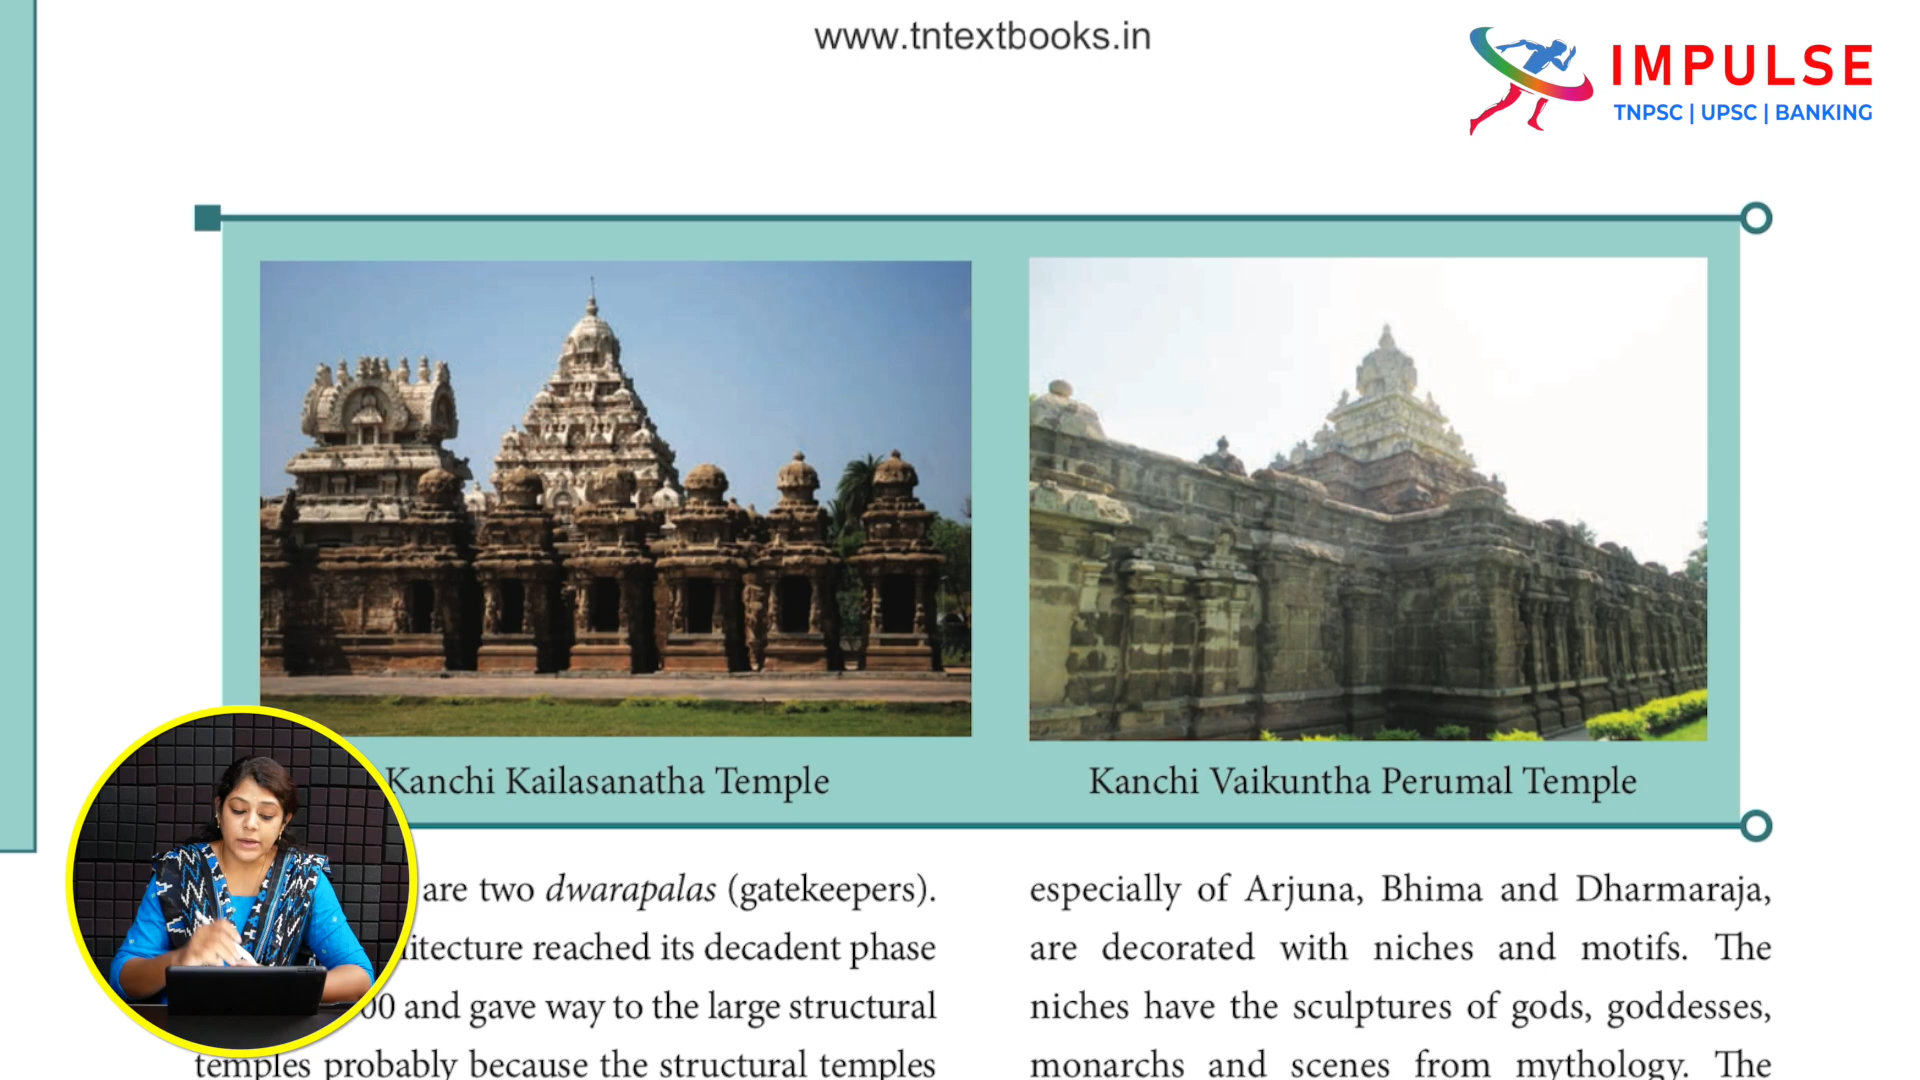 www.tntextbooks.in
IMPULSE
TNPSC | UPSC | BANKING
Kanchi Kailasanatha Temple
Kanchi Vaikuntha Perumal Temple
are two dwarapalas (gatekeepers).
reached its decadent phase
and gave way to the large structural
temples probably because the structural temples
especially of Arjuna, Bhima and Dharmaraja,
are decorated with niches and motifs. The
niches have the sculptures of gods, goddesses,
monarchs and scenes from mythology. The